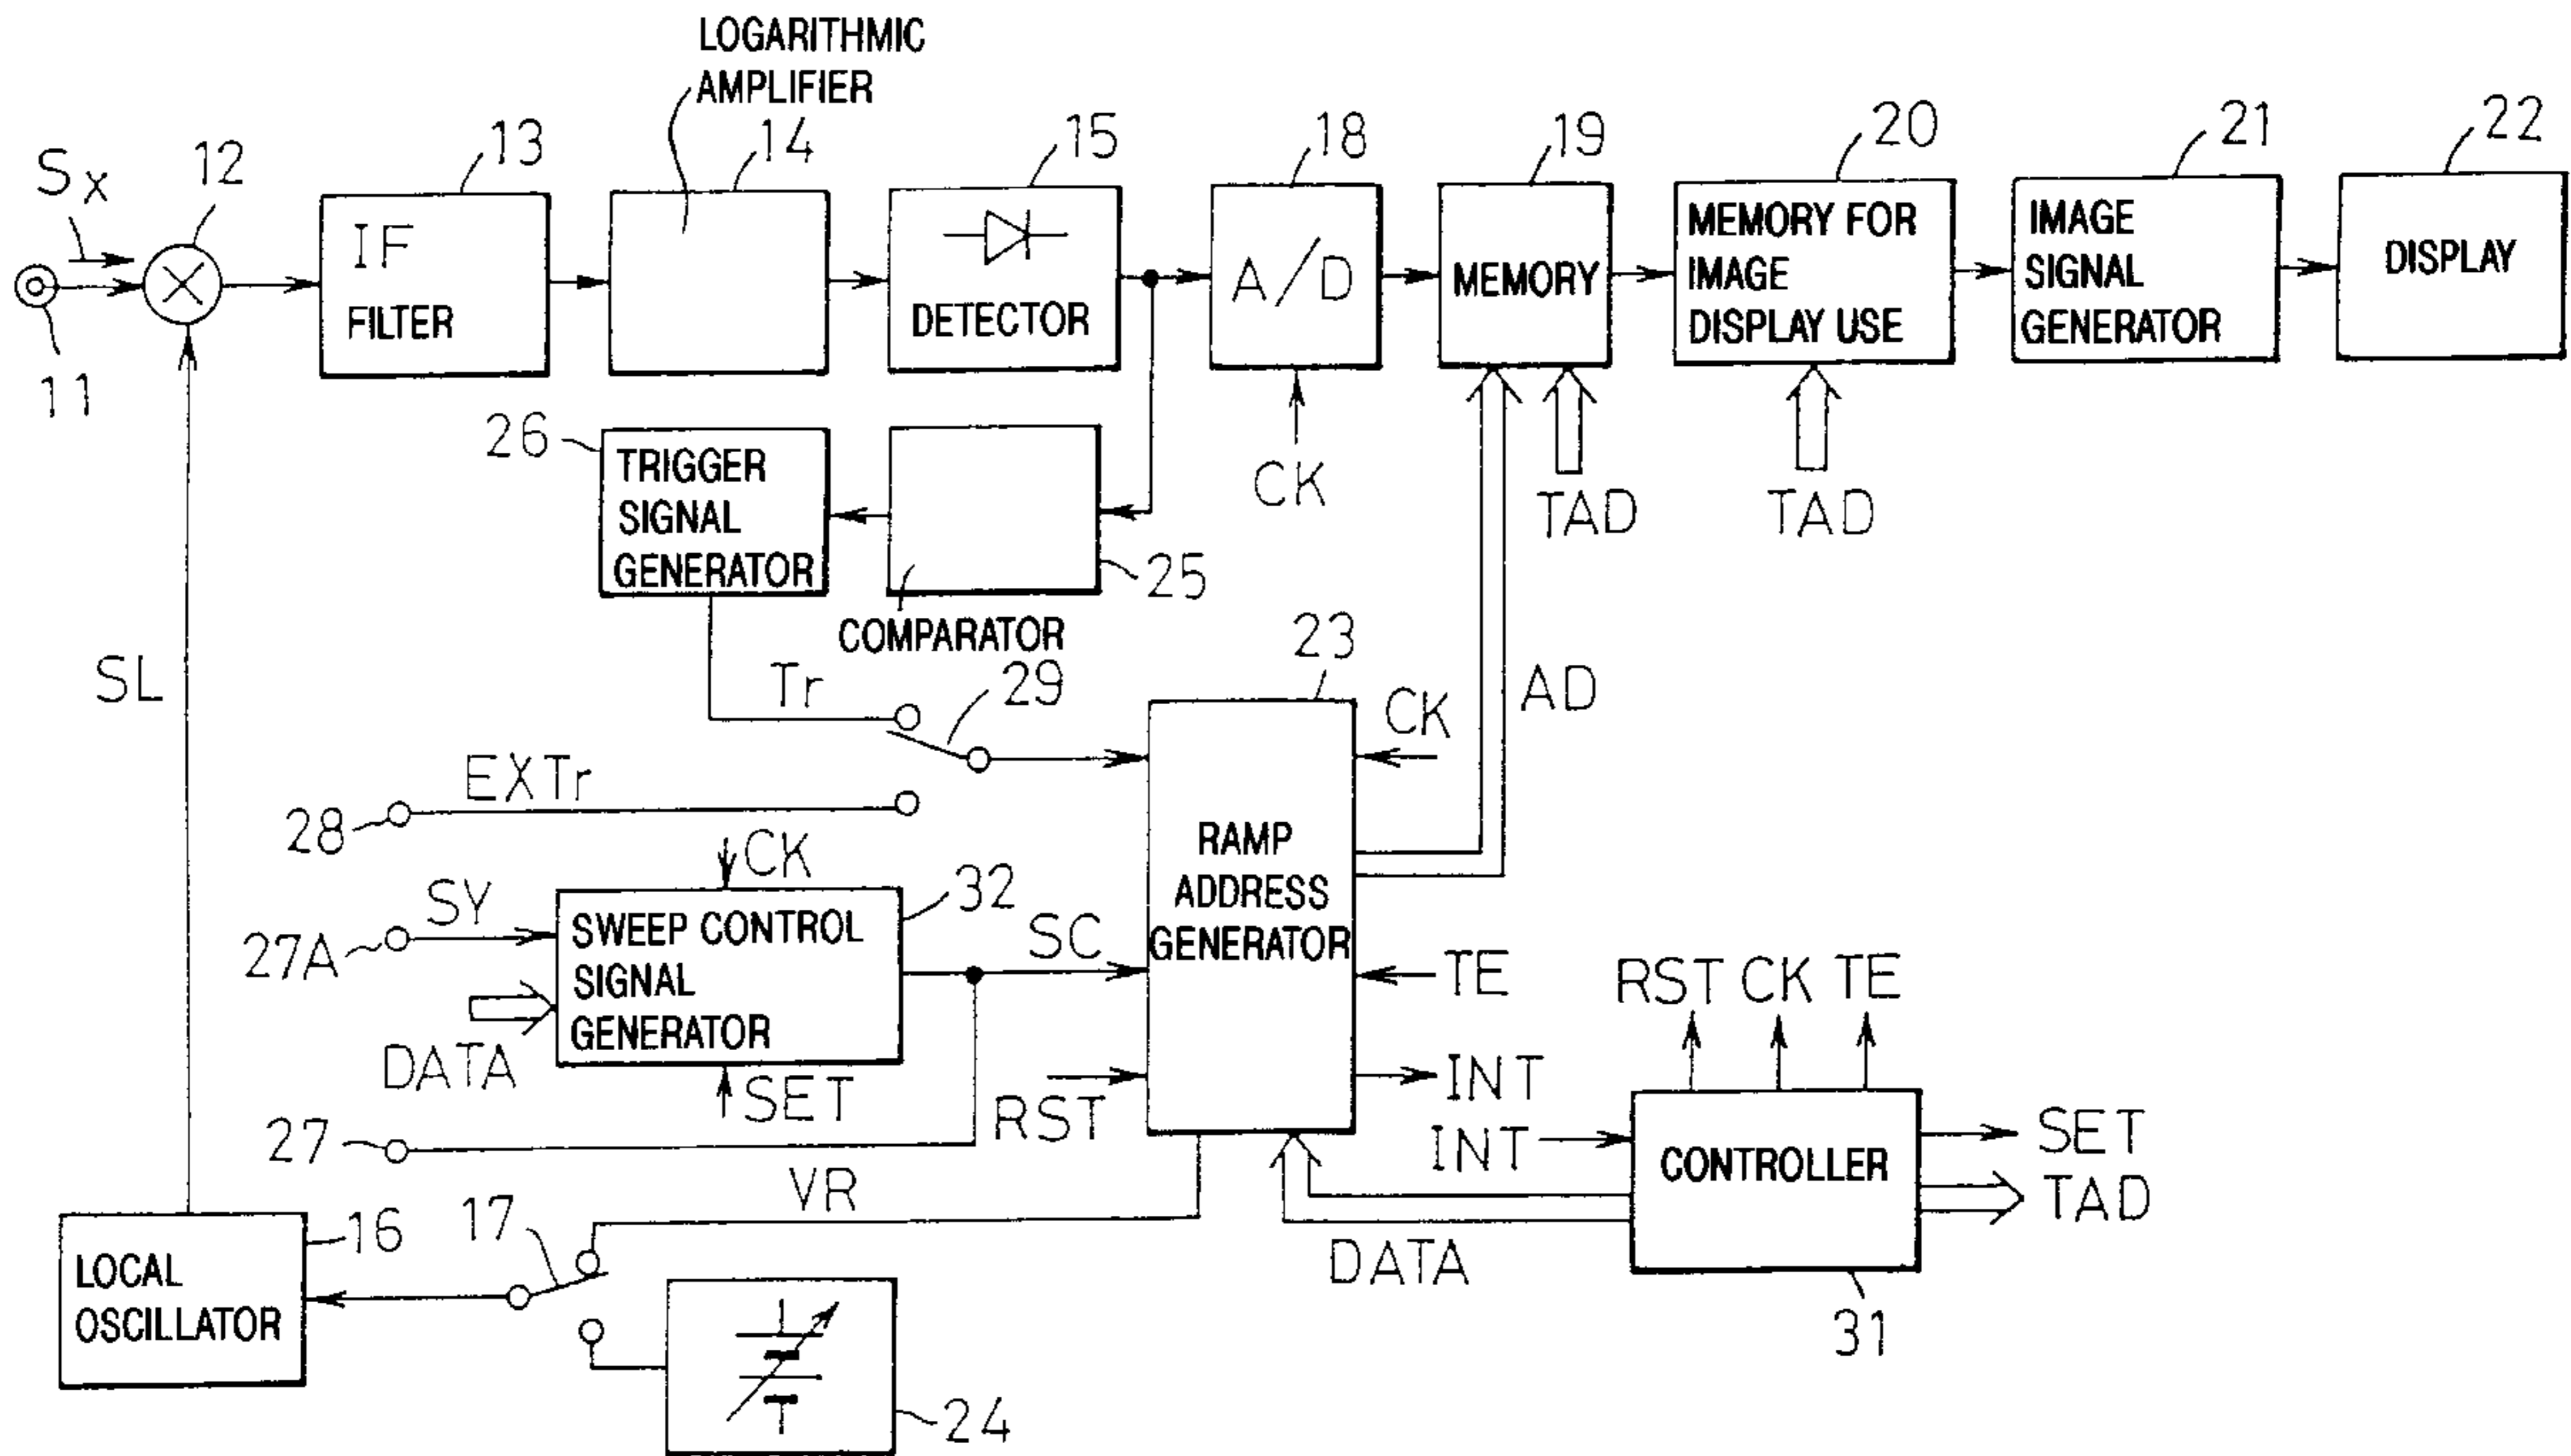 LOGARITHMIC
AMPLIFIER
Sx
12
13
14
15
18
19
20
21
22
11
IF
FILTER
DETECTOR
A/D
MEMORY
MEMORY FOR
IMAGE
DISPLAY USE
IMAGE
SIGNAL
GENERATOR
DISPLAY
CK
TAD
TAD
26
TRIGGER
SIGNAL
GENERATOR
25
COMPARATOR
SL
Tr
29
23
AD
CK
EXTr
28
CK
SY
27A
32
SWEEP CONTROL
SIGNAL
GENERATOR
SC
RAMP
ADDRESS
GENERATOR
TE
DATA
SET
RST
INT
27
VR
RST CK TE
INT
CONTROLLER
SET
TAD
DATA
31
16
17
LOCAL
OSCILLATOR
24